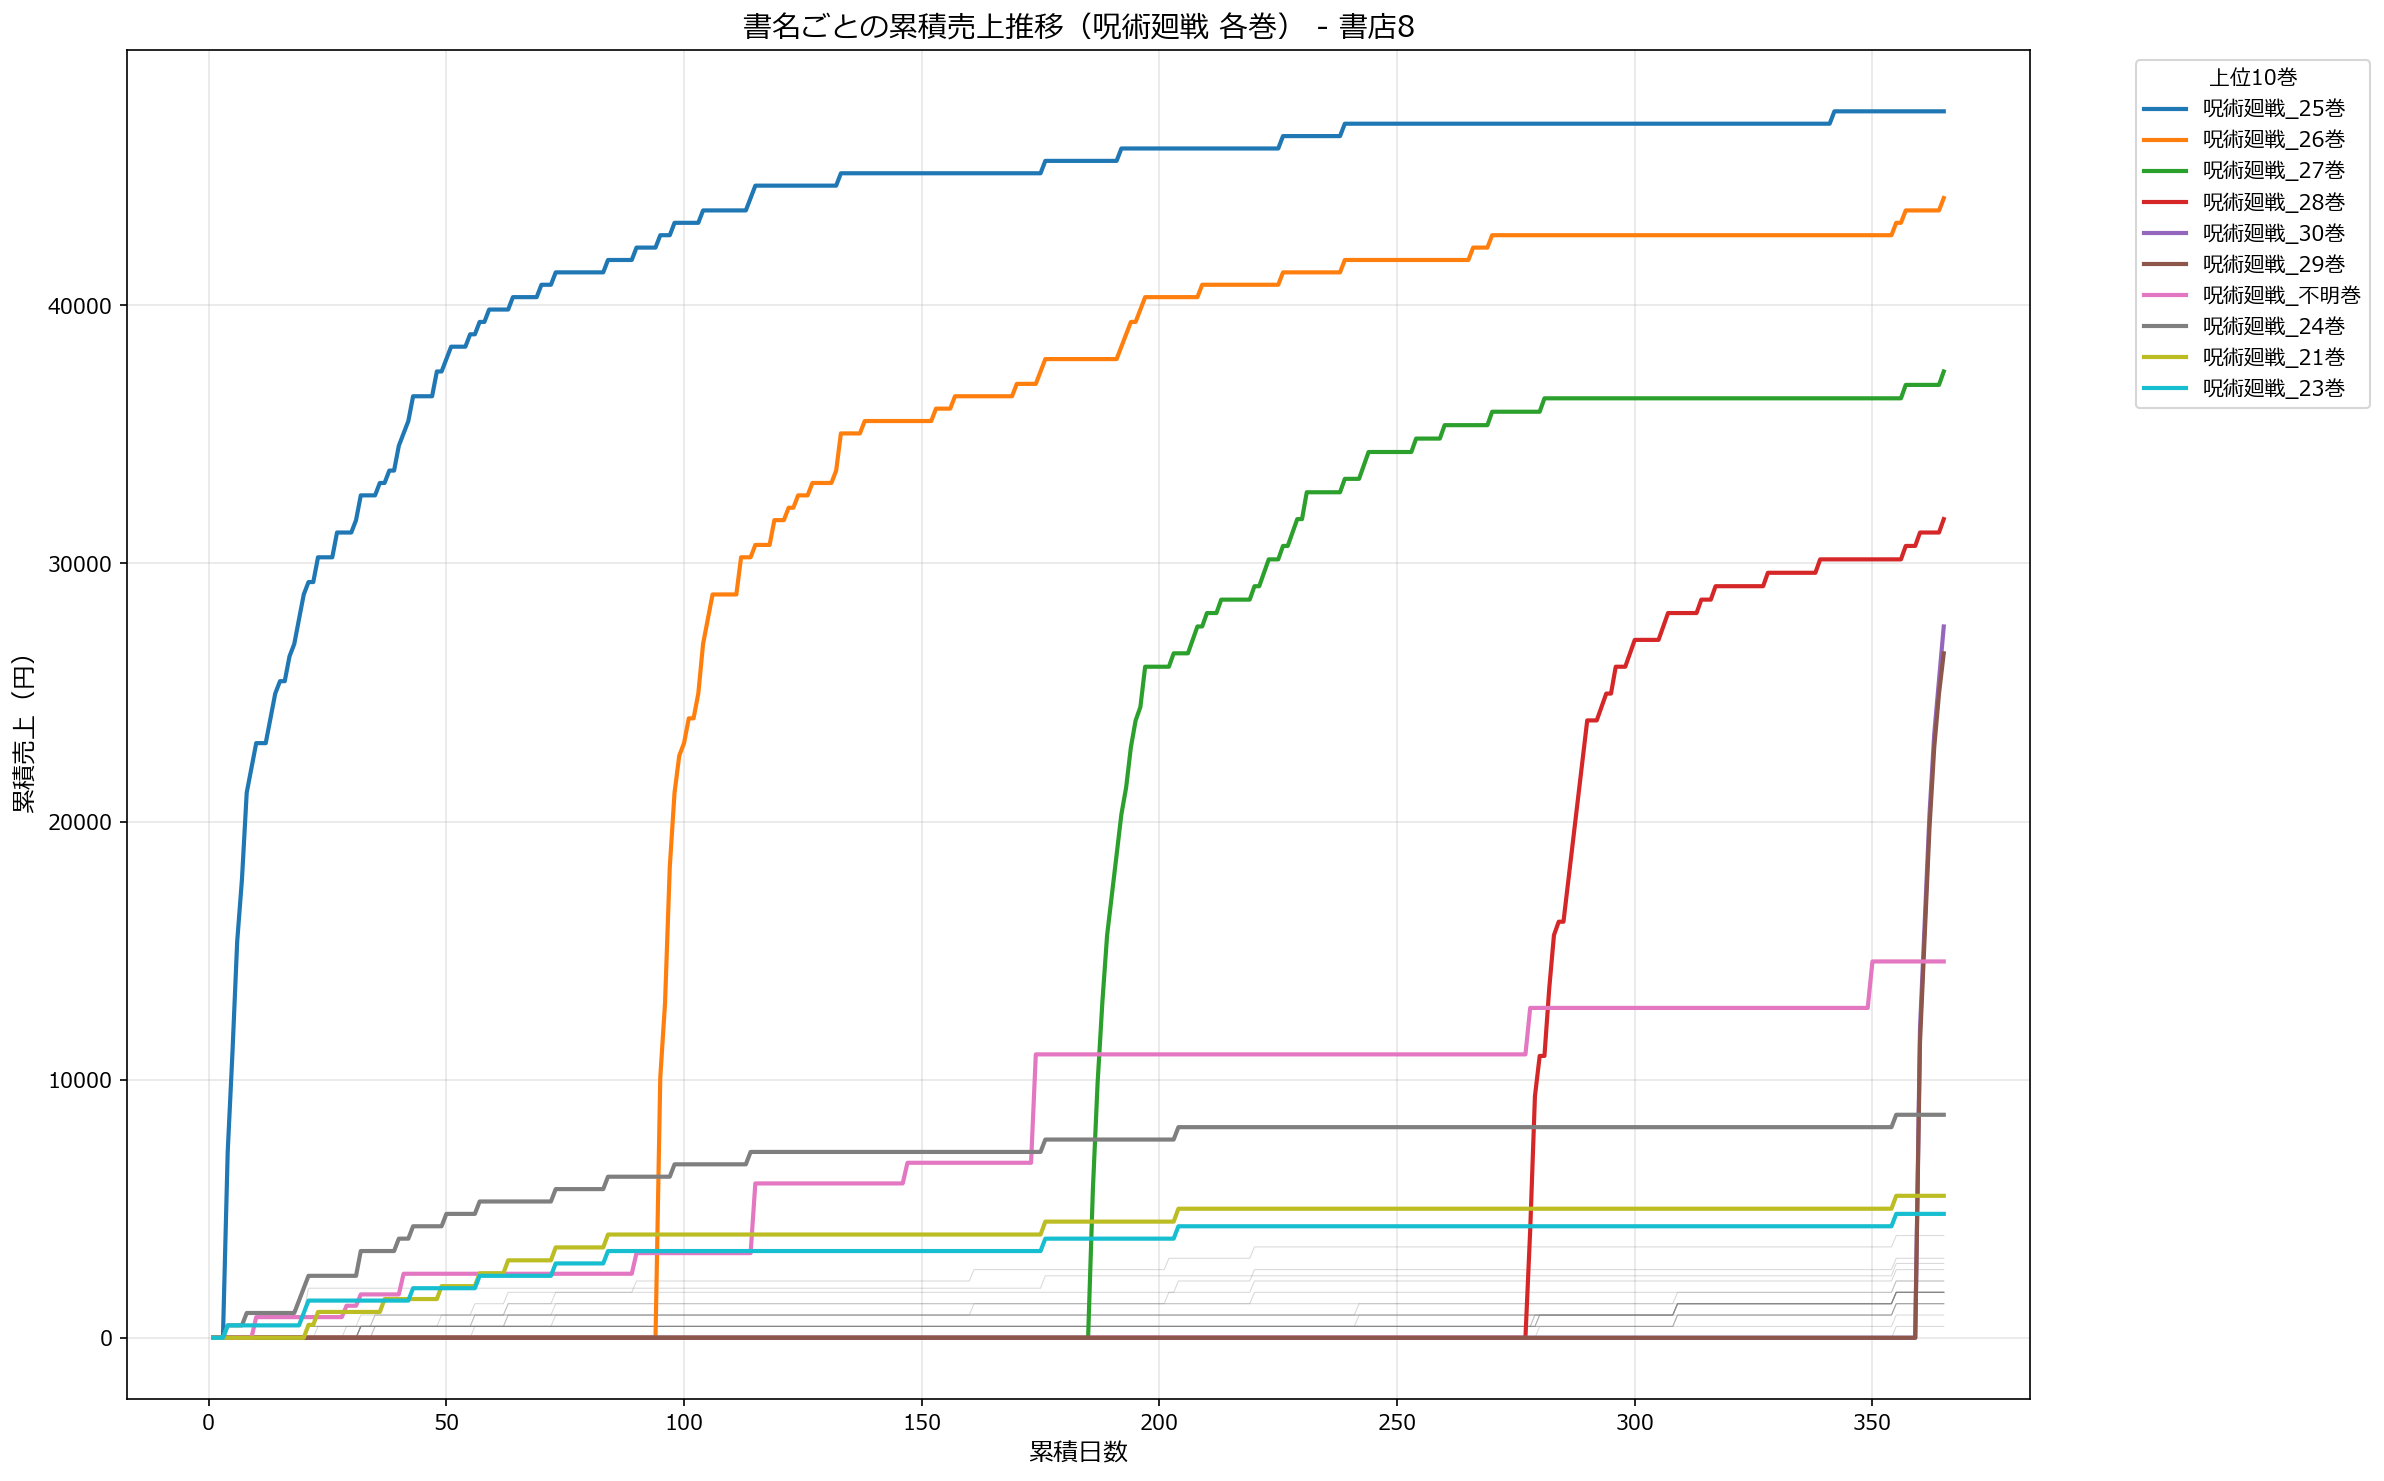 書名ごとの累積売上推移（呪術廻戦 各巻） - 書店8
上位10巻
呪術廻戦_25巻
呪術廻戦_26巻
呪術廻戦_27巻
呪術廻戦_28巻
呪術廻戦_30巻
呪術廻戦_29巻
呪術廻戦_不明巻
呪術廻戦_24巻
呪術廻戦_21巻
呪術廻戦_23巻
累積売上（円）
40000
30000
20000
10000
0
0 50 100 150 200 250 300 350
累積日数